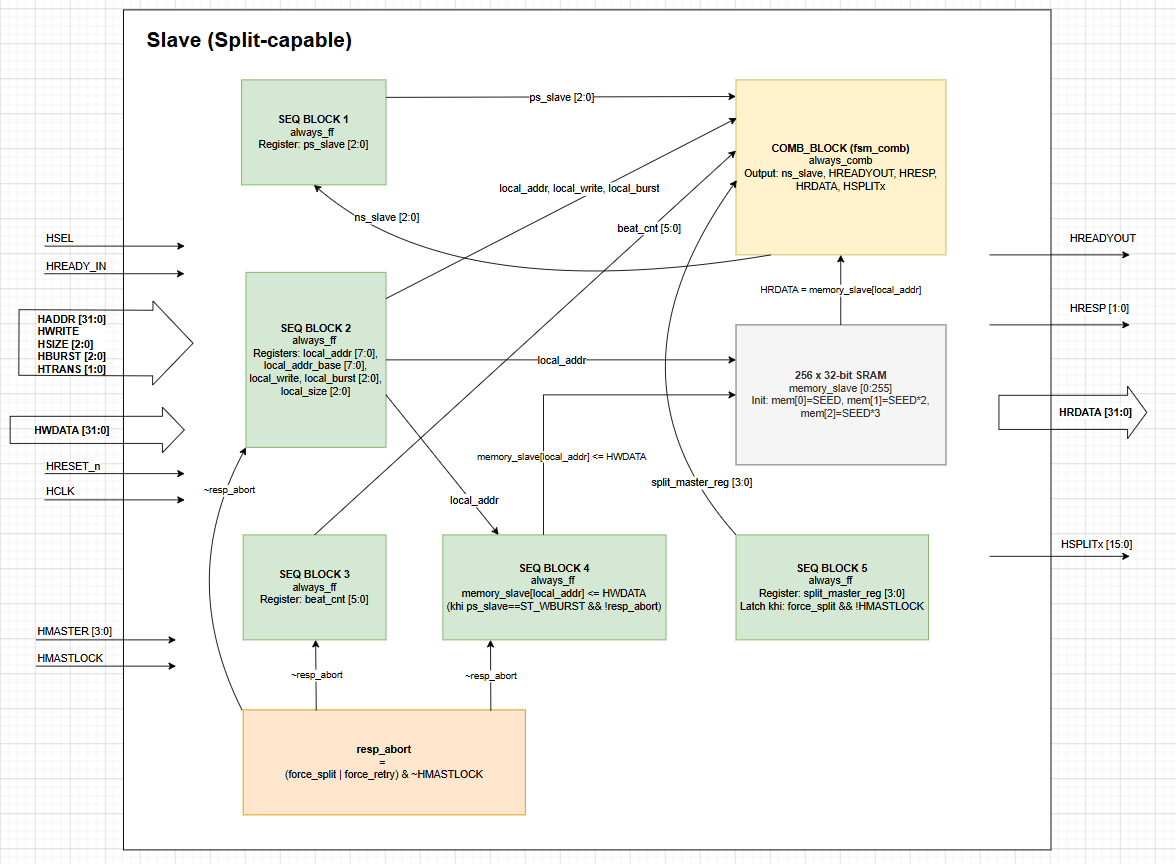 Slave (Split-capable)
SEQ BLOCK 1
always_ff
Register: ps_slave [2:0]
ps_slave [2:0]
COMB_BLOCK (fsm_comb)
always_comb
Output: ns_slave, HREADYOUT, HRESP,
HRDATA, HSPLITx
local_addr, local_write, local_burst
ns_slave [2:0]
beat_cnt [5:0]
HSEL
HREADY_IN
HADDR [31:0]
HWRITE
HSIZE [2:0]
HBURST [2:0]
HTRANS [1:0]
HWDATA [31:0]
HRESET_n
HCLK
HMASTER [3:0]
HMASTLOCK
SEQ BLOCK 2
always_ff
Registers: local_addr [7:0],
local_addr_base [7:0],
local_write, local_burst [2:0],
local_size [2:0]
local_addr
HRDATA = memory_slave[local_addr]
256 x 32-bit SRAM
memory_slave [0:255]
Init: mem[0]=SEED, mem[1]=SEED*2,
mem[2]=SEED*3
HREADYOUT
HRESP [1:0]
HRDATA [31:0]
HSPLITx [15:0]
memory_slave[local_addr] <= HWDATA
split_master_reg [3:0]
~resp_abort
local_addr
SEQ BLOCK 3
always_ff
Register: beat_cnt [5:0]
SEQ BLOCK 4
always_ff
memory_slave[local_addr] <= HWDATA
(khi ps_slave==ST_WBURST && !resp_abort)
SEQ BLOCK 5
always_ff
Register: split_master_reg [3:0]
Latch khi: force_split && !HMASTLOCK
~resp_abort
~resp_abort
resp_abort
=
(force_split | force_retry) & ~HMASTLOCK